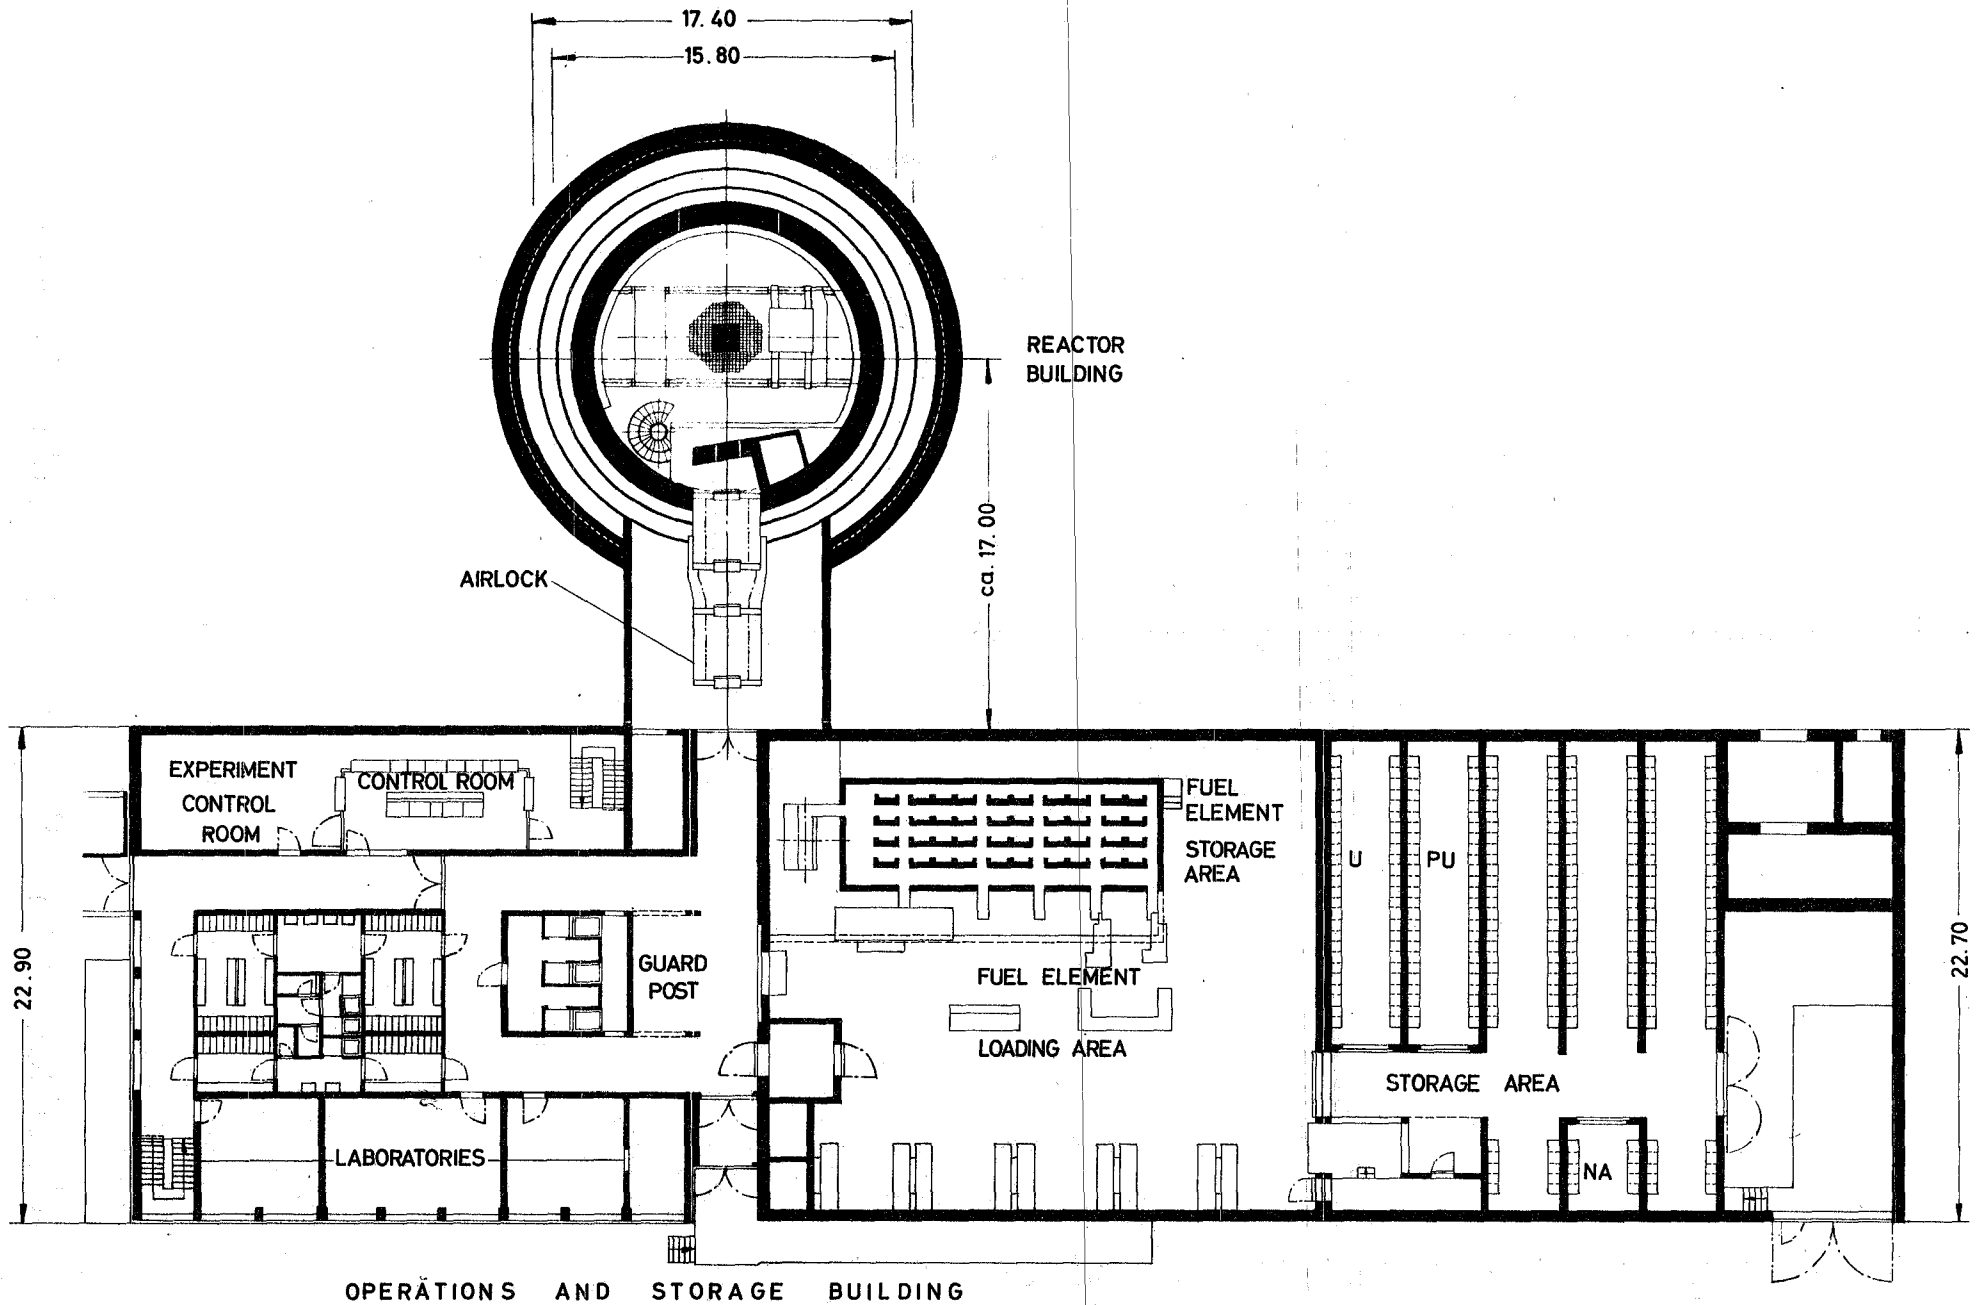 17.40
15.80
REACTOR
BUILDING
ca. 17.00
AIRLOCK
EXPERIMENT
CONTROL
ROOM
CONTROL ROOM
FUEL
ELEMENT
STORAGE
AREA
U
PU
22.90
GUARD
POST
FUEL ELEMENT
LOADING AREA
22.70
STORAGE AREA
LABORATORIES
NA
OPERATIONS AND STORAGE BUILDING